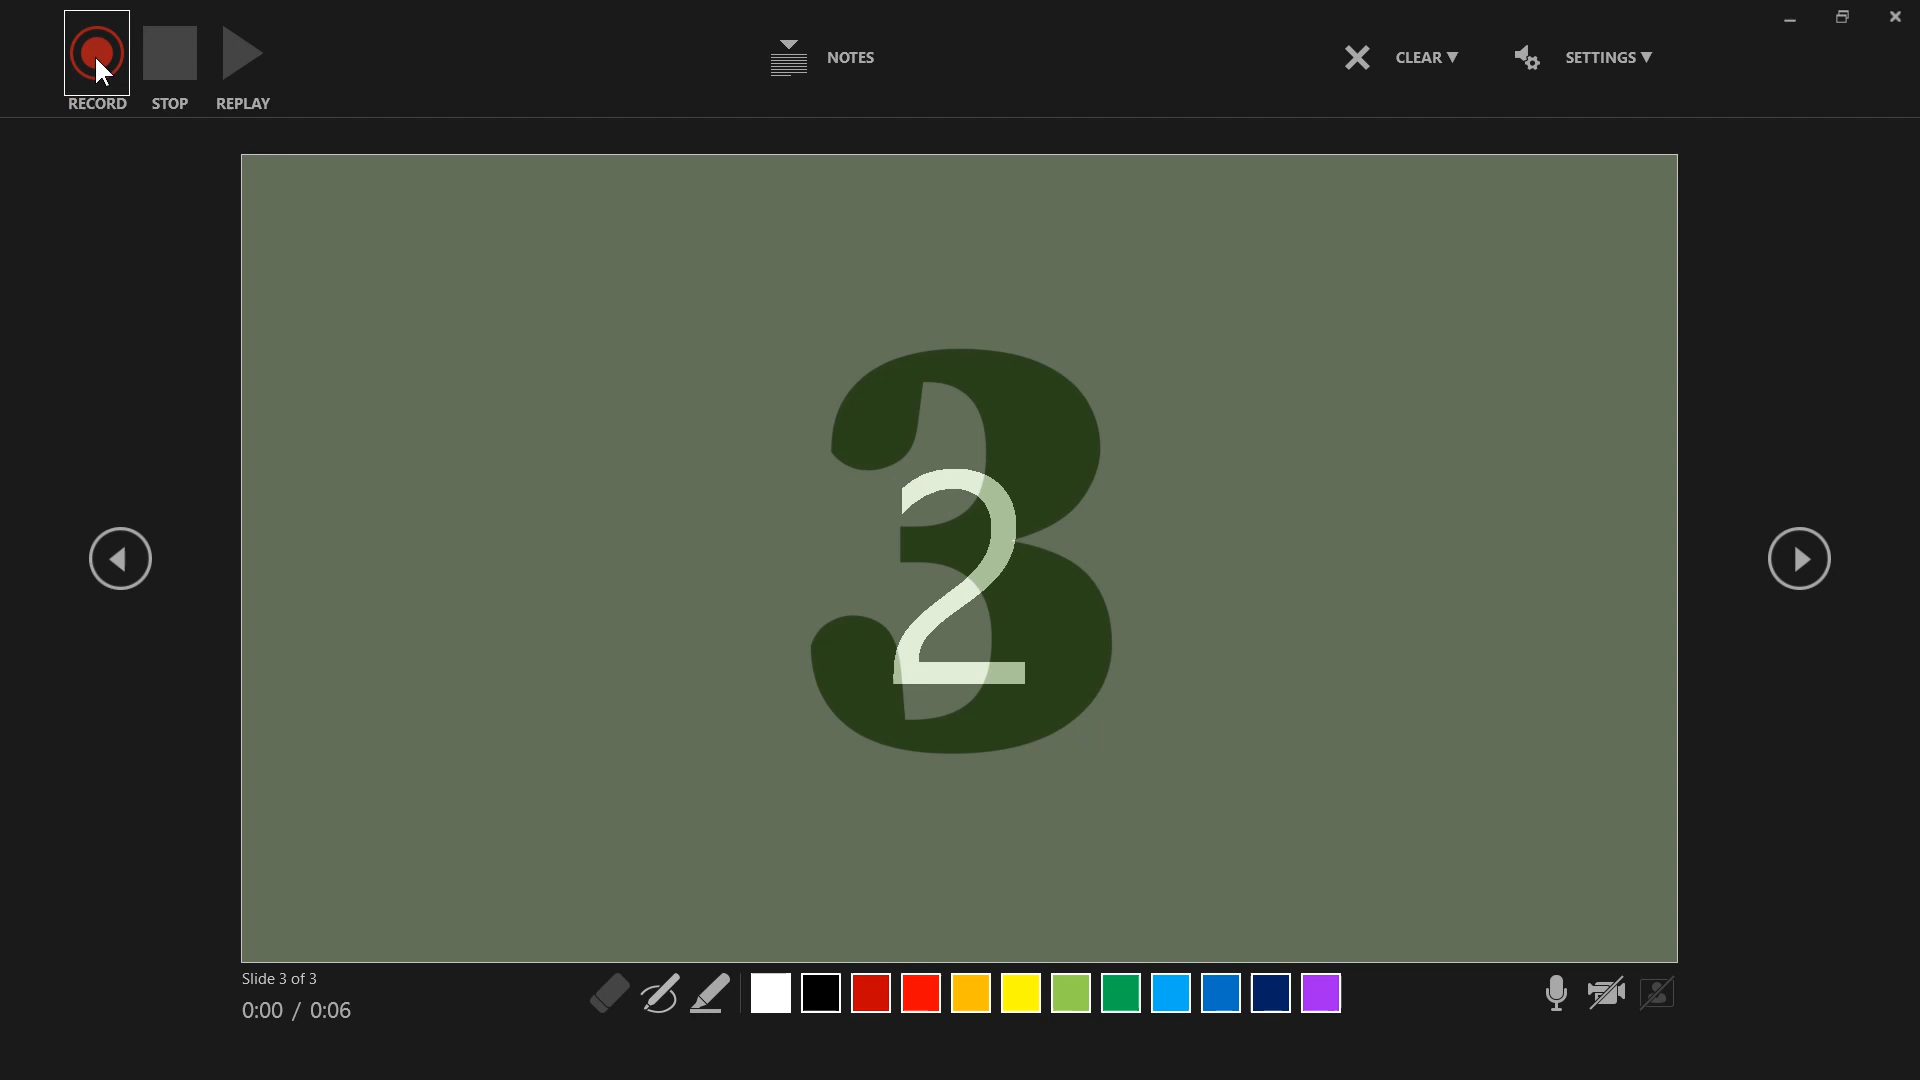 RECORD STOP REPLAY
NOTES
CLEAR
SETTINGS
3
2
Slide 3 of 3
0:00 / 0:06